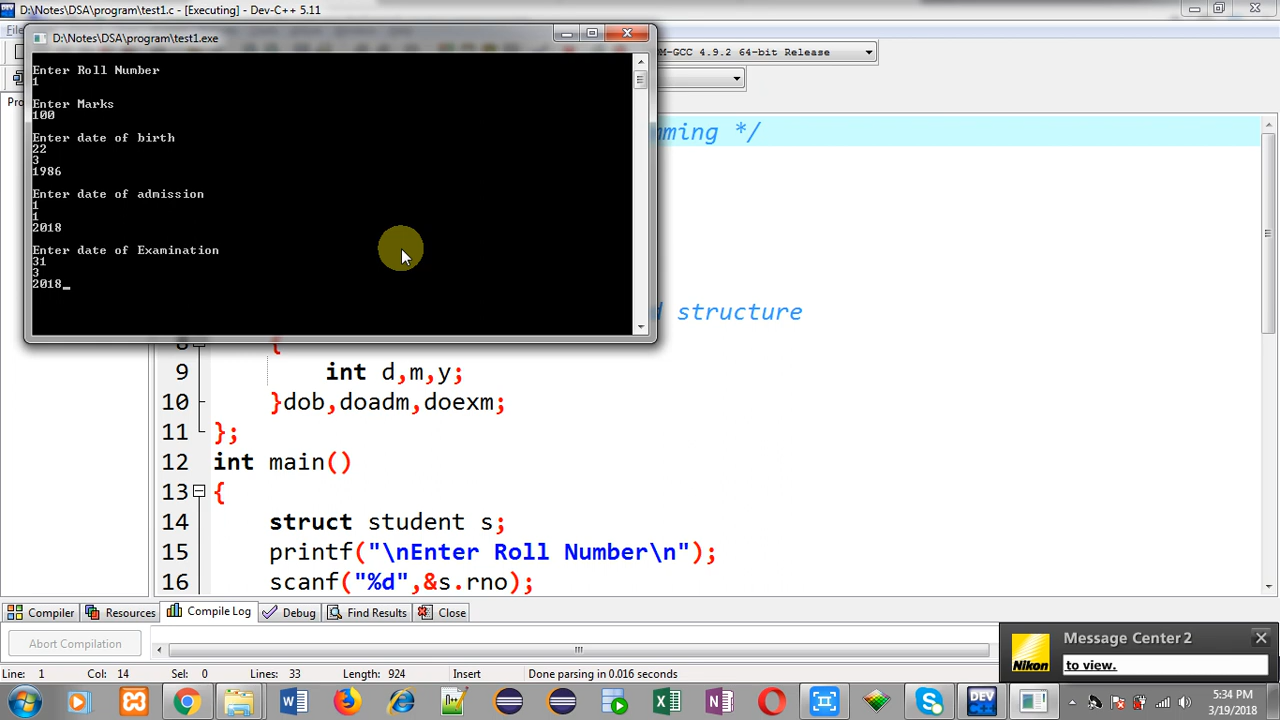 D:\Notes\DSA\program\test1.c - [Executing] - Dev-C++ 5.11
D:\Notes\DSA\program\test1.exe
M-GCC 4.9.2 64-bit Release
Enter Roll Number
1
Enter Marks
100
Enter date of birth
22
3
1986
Enter date of admission
1
1
2018
Enter date of Examination
31
3
2018_
mming */
structure
8 {
9 int d,m,y;
10 }dob,doadm,doexm;
11 };
12 int main()
13 {
14 struct student s;
15 printf("\nEnter Roll Number\n");
16 scanf("%d",&s.rno);
Compiler Resources Compile Log Debug Find Results Close
Abort Compilation
Message Center 2
Nikon
to view.
Line: 1 Col: 14 Sel: 0 Lines: 33 Length: 924 Insert Done parsing in 0.016 seconds
5:34 PM
3/19/2018